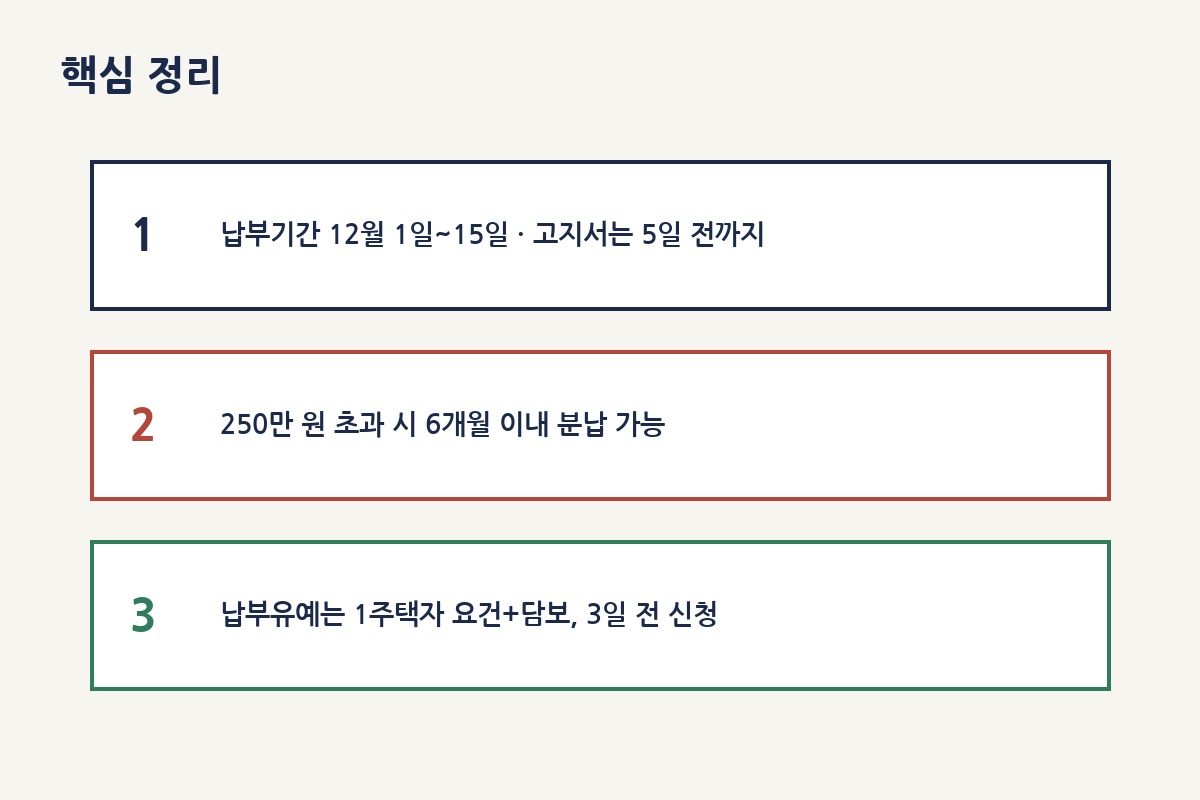 핵심 정리
1
납부기간 12월 1일~15일 · 고지서는 5일 전까지
2
250만 원 초과 시 6개월 이내 분납 가능
3
납부유예는 1주택자 요건+담보, 3일 전 신청